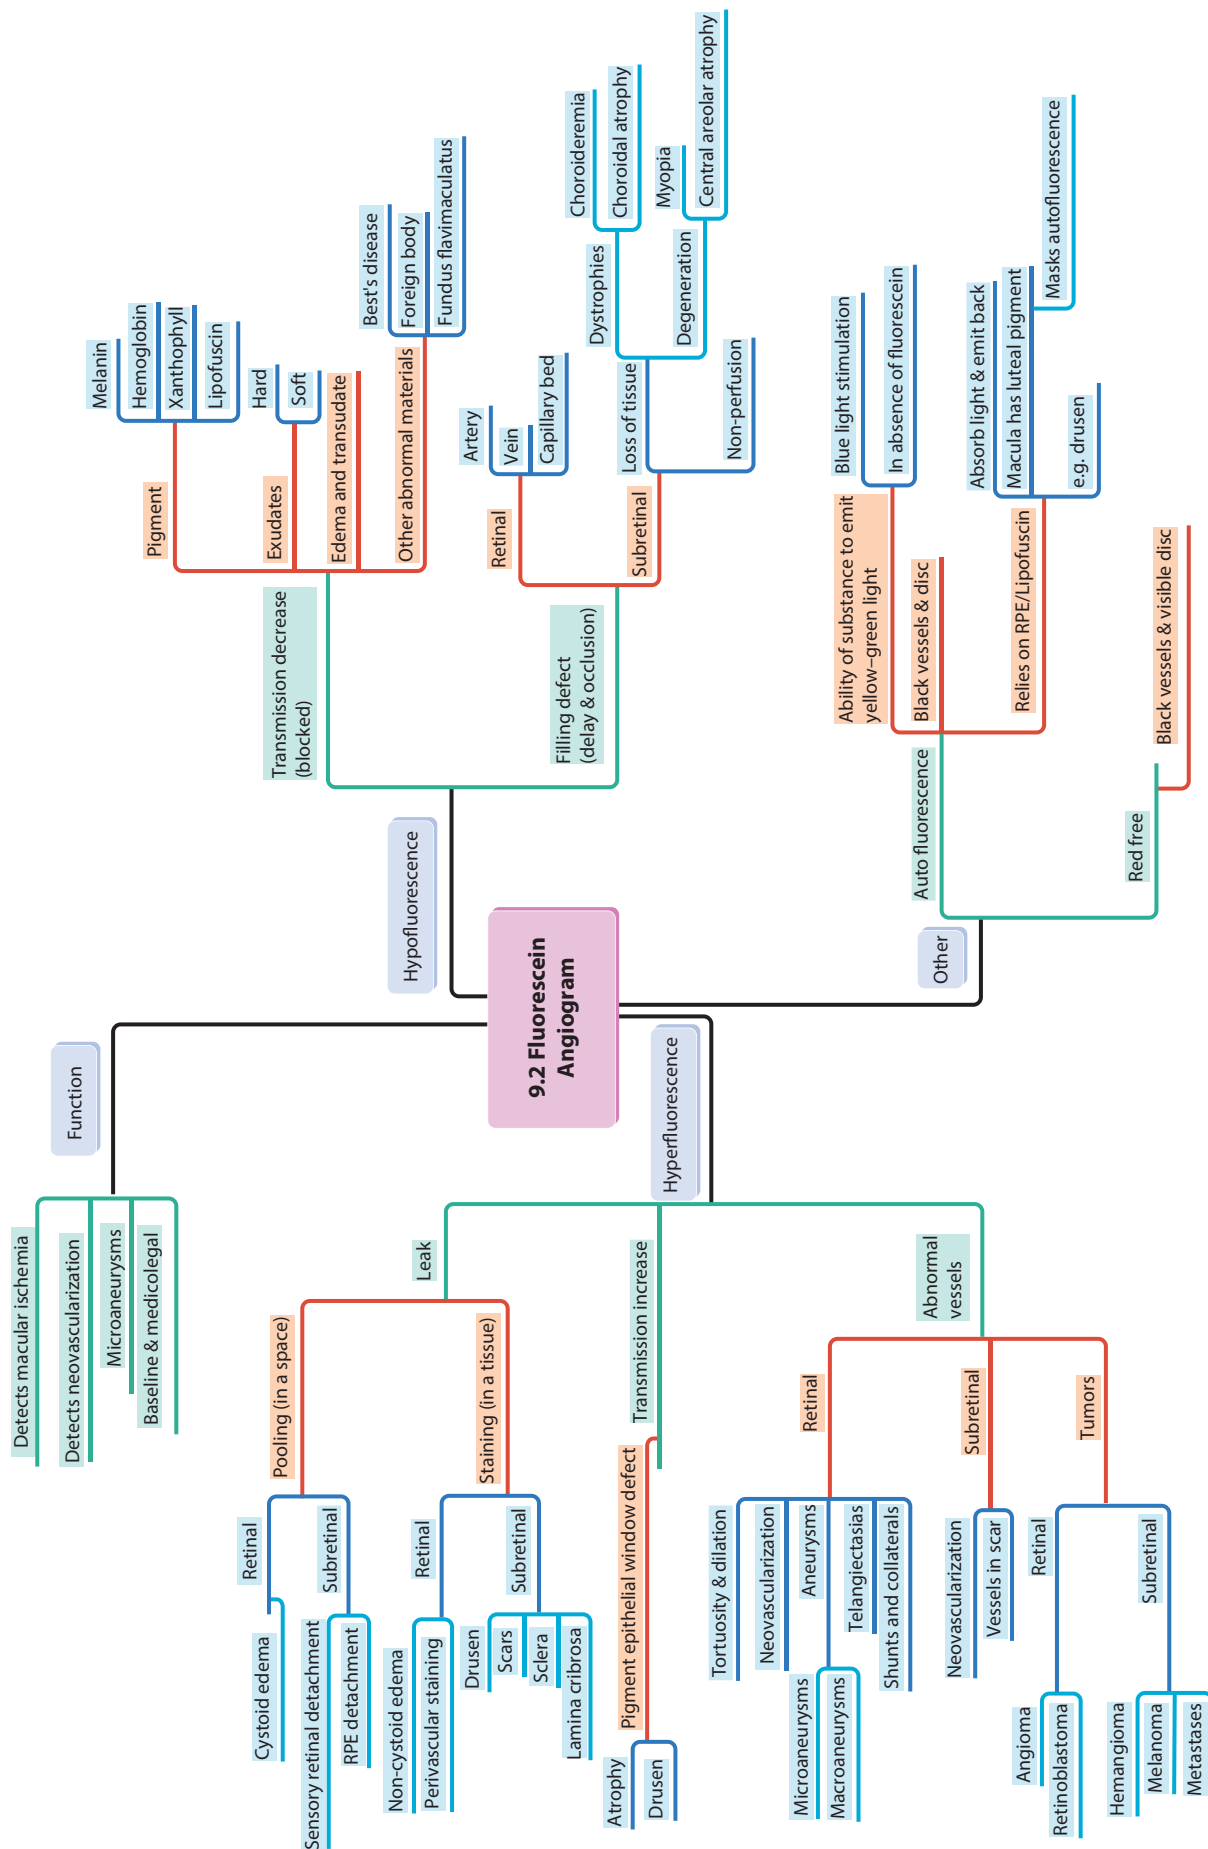 9.2 Fluorescein
Angiogram
Function
Detects macular ischemia
Detects neovascularization
Microaneurysms
Baseline & medicolegal
Hyperfluorescence
Leak
Pooling (in a space)
Retinal
Cystoid edema
Subretinal
Sensory retinal detachment
RPE detachment
Staining (in a tissue)
Retinal
Non-cystoid edema
Perivascular staining
Subretinal
Drusen
Scars
Sclera
Lamina cribrosa
Transmission increase
Pigment epithelial window defect
Atrophy
Drusen
Abnormal
vessels
Retinal
Tortuosity & dilation
Neovascularization
Aneurysms
Microaneurysms
Macroaneurysms
Telangiectasias
Shunts and collaterals
Subretinal
Neovascularization
Vessels in scar
Tumors
Retinal
Angioma
Retinoblastoma
Subretinal
Hemangioma
Melanoma
Metastases
Hypofluorescence
Transmission decrease
(blocked)
Pigment
Melanin
Hemoglobin
Xanthophyll
Lipofuscin
Exudates
Hard
Soft
Edema and transudate
Other abnormal materials
Best's disease
Foreign body
Fundus flavimaculatus
Filling defect
(delay & occlusion)
Retinal
Artery
Vein
Capillary bed
Subretinal
Loss of tissue
Dystrophies
Choroideremia
Choroidal atrophy
Degeneration
Myopia
Central areolar atrophy
Non-perfusion
Other
Auto fluorescence
Ability of substance to emit
yellow–green light
Blue light stimulation
In absence of fluorescein
Black vessels & disc
Relies on RPE/Lipofuscin
Absorb light & emit back
Macula has luteal pigment
Masks autofluorescence
e.g. drusen
Red free
Black vessels & visible disc